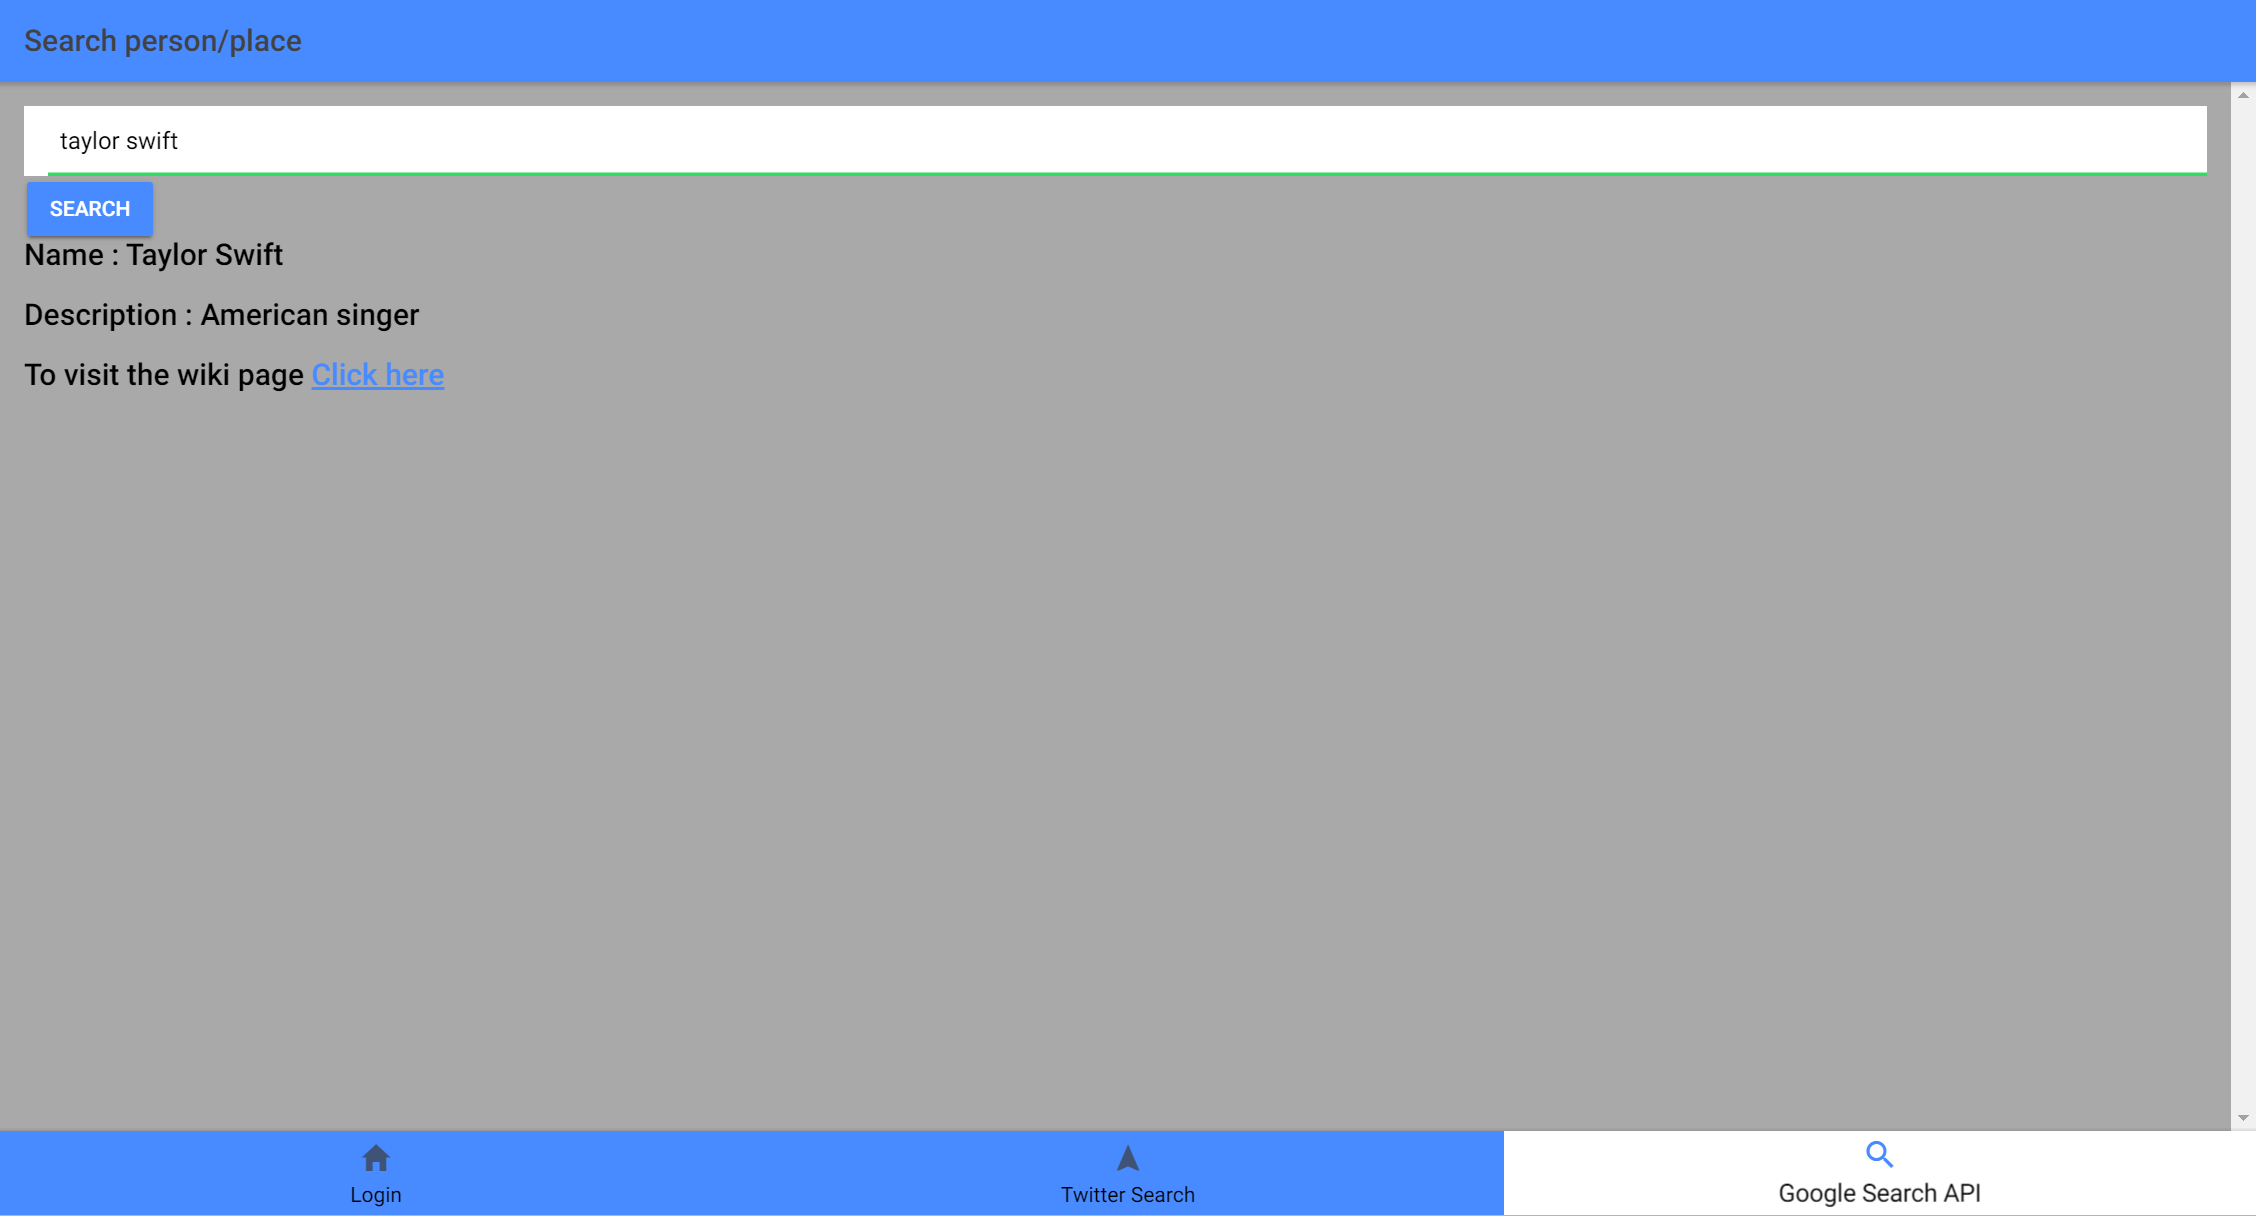 Search person/place
taylor swift
SEARCH
Name : Taylor Swift
Description : American singer
To visit the wiki page Click here
Login
Twitter Search
Google Search API